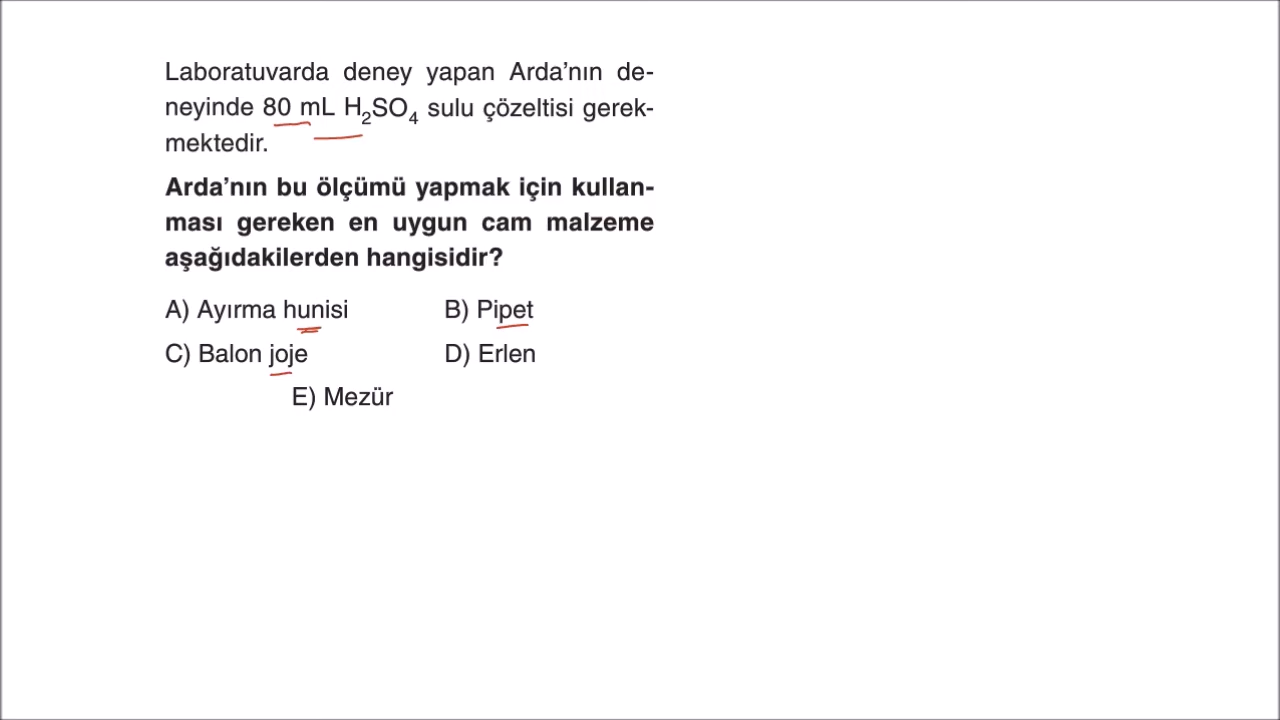 Laboratuvarda deney yapan Arda’nın de-
neyinde 80 mL H₂SO₄ sulu çözeltisi gerek-
mektedir.
Arda’nın bu ölçümü yapmak için kullan-
ması gereken en uygun cam malzeme
aşağıdakilerden hangisidir?
A) Ayırma hunisi B) Pipet
C) Balon joje D) Erlen
E) Mezür